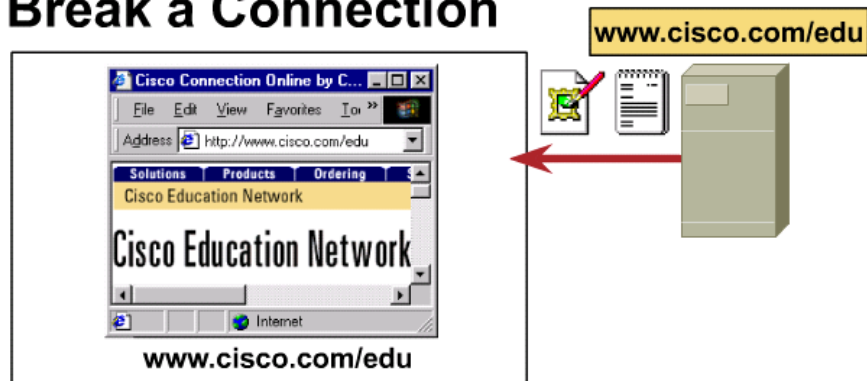 Break a Connection
www.cisco.com/edu
Cisco Connection Online by C...
File Edit View Favorites »
Address http://www.cisco.com/edu
Solutions Products Ordering
Cisco Education Network
Cisco Education Network
Internet
www.cisco.com/edu